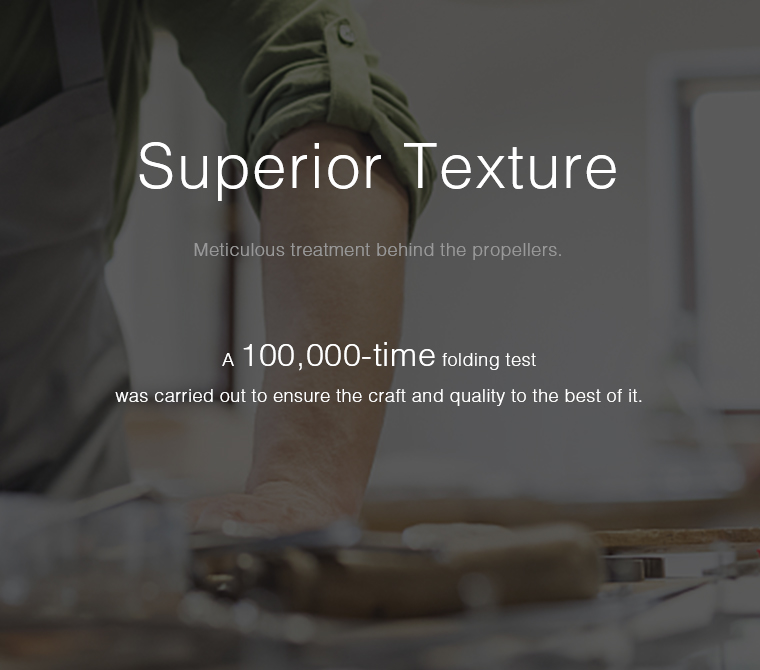 Superior Texture
Meticulous treatment behind the propellers.
A 100,000-time folding test
was carried out to ensure the craft and quality to the best of it.